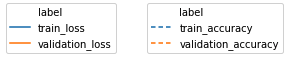 label
train_loss
validation_loss
label
train_accuracy
validation_accuracy